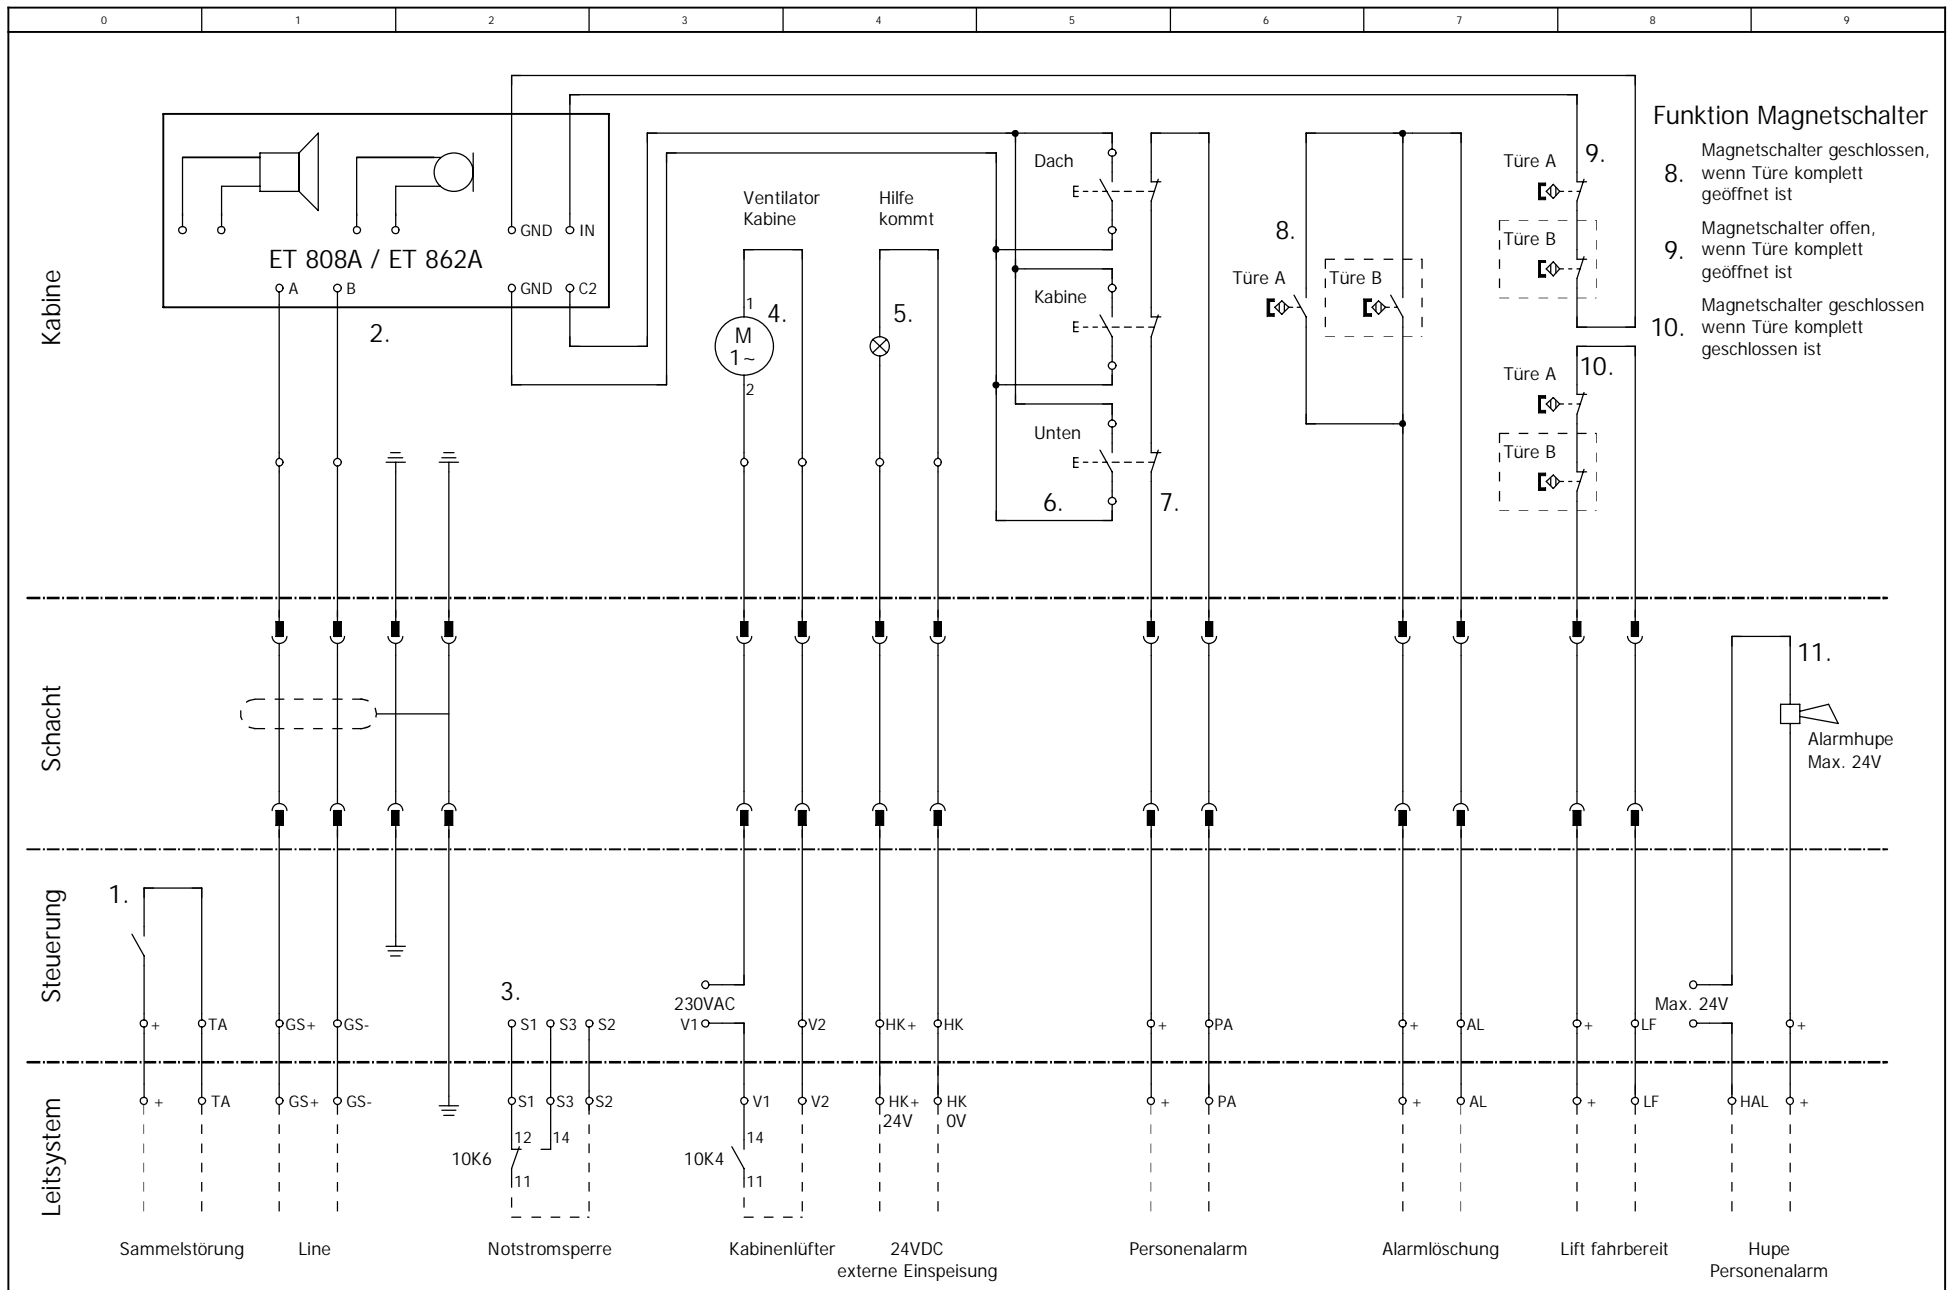 0 1 2 3 4 5 6 7 8 9
Funktion Magnetschalter
8. Magnetschalter geschlossen,
wenn Türe komplett
geöffnet ist
9. Magnetschalter offen,
wenn Türe komplett
geöffnet ist
10. Magnetschalter geschlossen
wenn Türe komplett
geschlossen ist
Kabine
GND IN
ET 808A / ET 862A
A B GND C2
2.
Ventilator
Kabine
1
4.
M
1~
2
Hilfe
kommt
5.
Dach
E
Kabine
E
Unten
E
6.
7.
8.
Türe A
Türe B
Türe A
9.
Türe B
Türe A
10.
Türe B
Schacht
11.
Alarmhupe
Max. 24V
Steuerung
1.
3.
230VAC
Max. 24V
+ TA GS+ GS- S1 S3 S2 V1 V2 HK+ HK + PA + AL + LF +
Leitsystem
+ TA GS+ GS- S1 S3 S2 V1 V2 HK+ HK + PA + AL + LF HAL +
24V 0V
12 14
10K6
11
14
10K4
11
Sammelstörung Line Notstromsperre Kabinenlüfter 24VDC Personenalarm Alarmlöschung Lift fahrbereit Hupe
externe Einspeisung Personenalarm